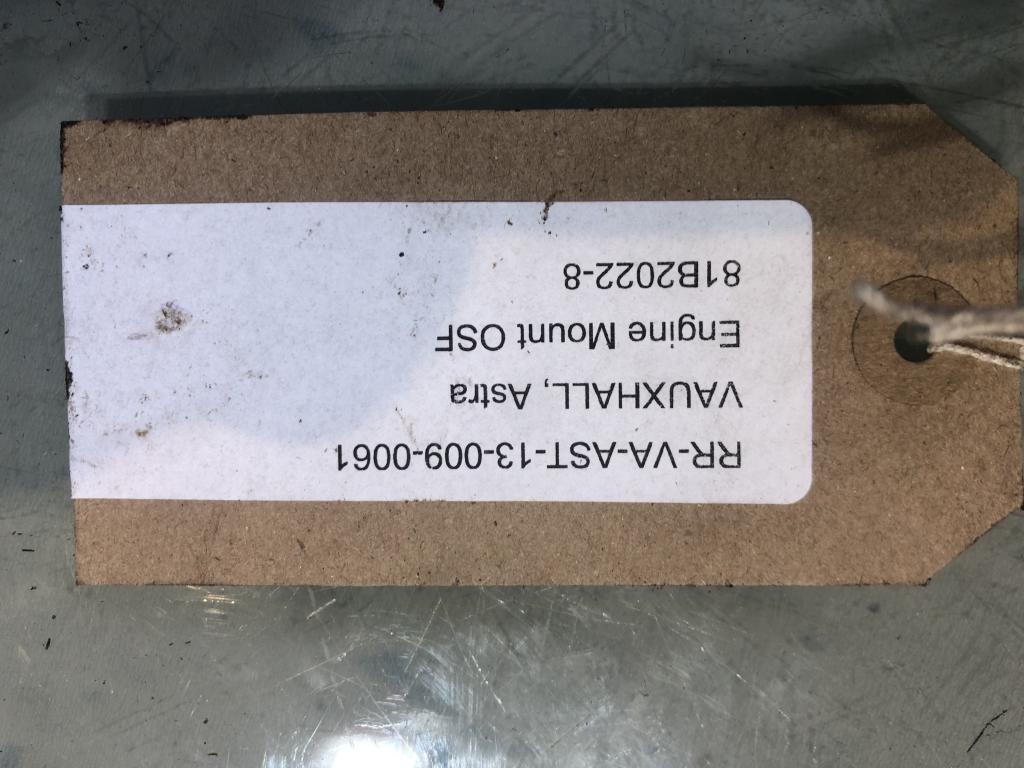 RR-VA-AST-13-009-0061
VAUXHALL, Astra
Engine Mount OSF
81B2022-8